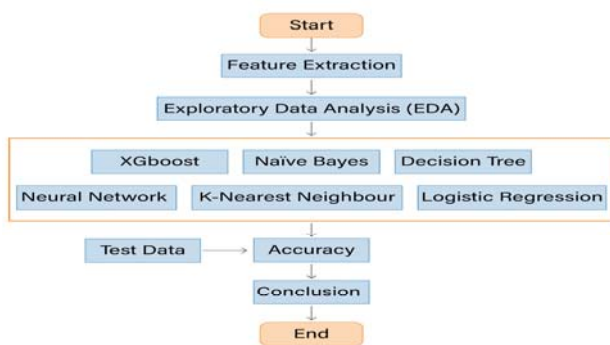 Start
Feature Extraction
Exploratory Data Analysis (EDA)
XGboost
Naïve Bayes
Decision Tree
Neural Network
K-Nearest Neighbour
Logistic Regression
Test Data
Accuracy
Conclusion
End